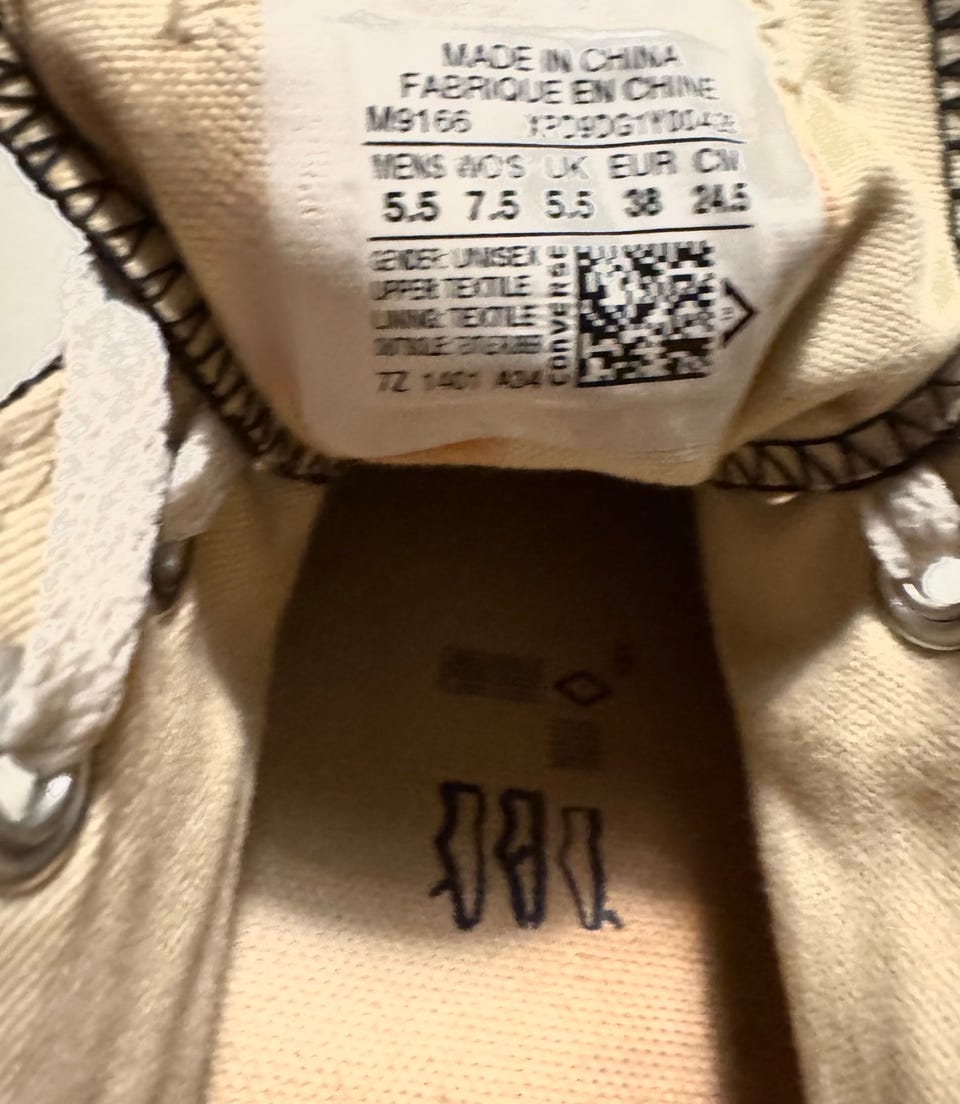 MADE IN CHINA
FABRIQUE EN CHINE
M9166
MENS WO'S UK EUR CM
5.5 7.5 5.5 38 24.5
GENDER: UNISEX
UPPER: TEXTILE
LINING: TEXTILE
7Z 1401 A04
CONVERSE